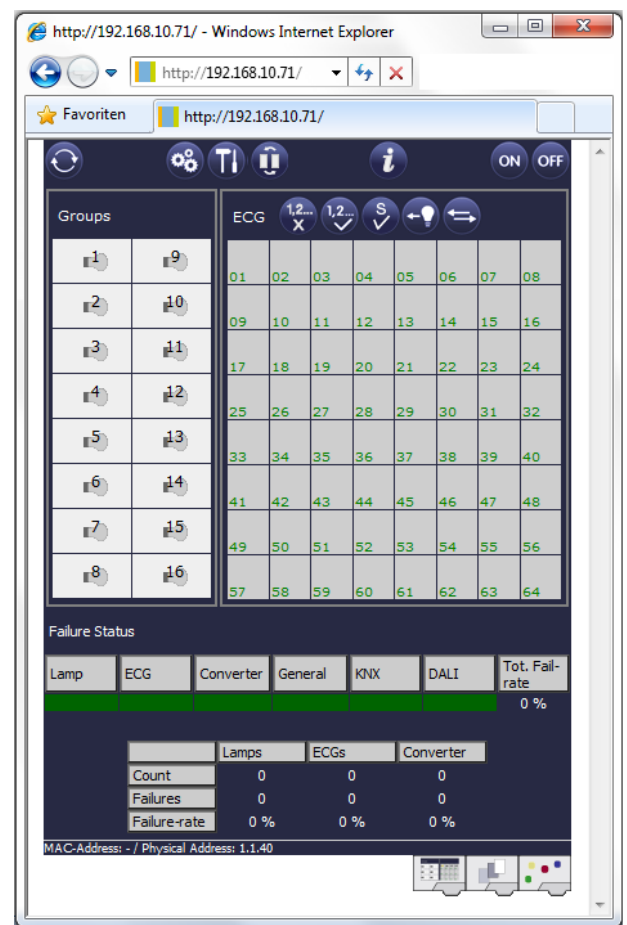 http://192.168.10.71/ - Windows Internet Explorer
http://192.168.10.71/
Favoriten http://192.168.10.71/
ON OFF
Groups ECG 1,2... 1,2... S
1 9
2 10
3 11
4 12
5 13
6 14
7 15
8 16
01 02 03 04 05 06 07 08
09 10 11 12 13 14 15 16
17 18 19 20 21 22 23 24
25 26 27 28 29 30 31 32
33 34 35 36 37 38 39 40
41 42 43 44 45 46 47 48
49 50 51 52 53 54 55 56
57 58 59 60 61 62 63 64
Failure Status
Lamp ECG Converter General KNX DALI Tot. Fail-
rate
0 %
Lamps ECGs Converter
Count 0 0 0
Failures 0 0 0
Failure-rate 0 % 0 % 0 %
MAC-Address: - / Physical Address: 1.1.40